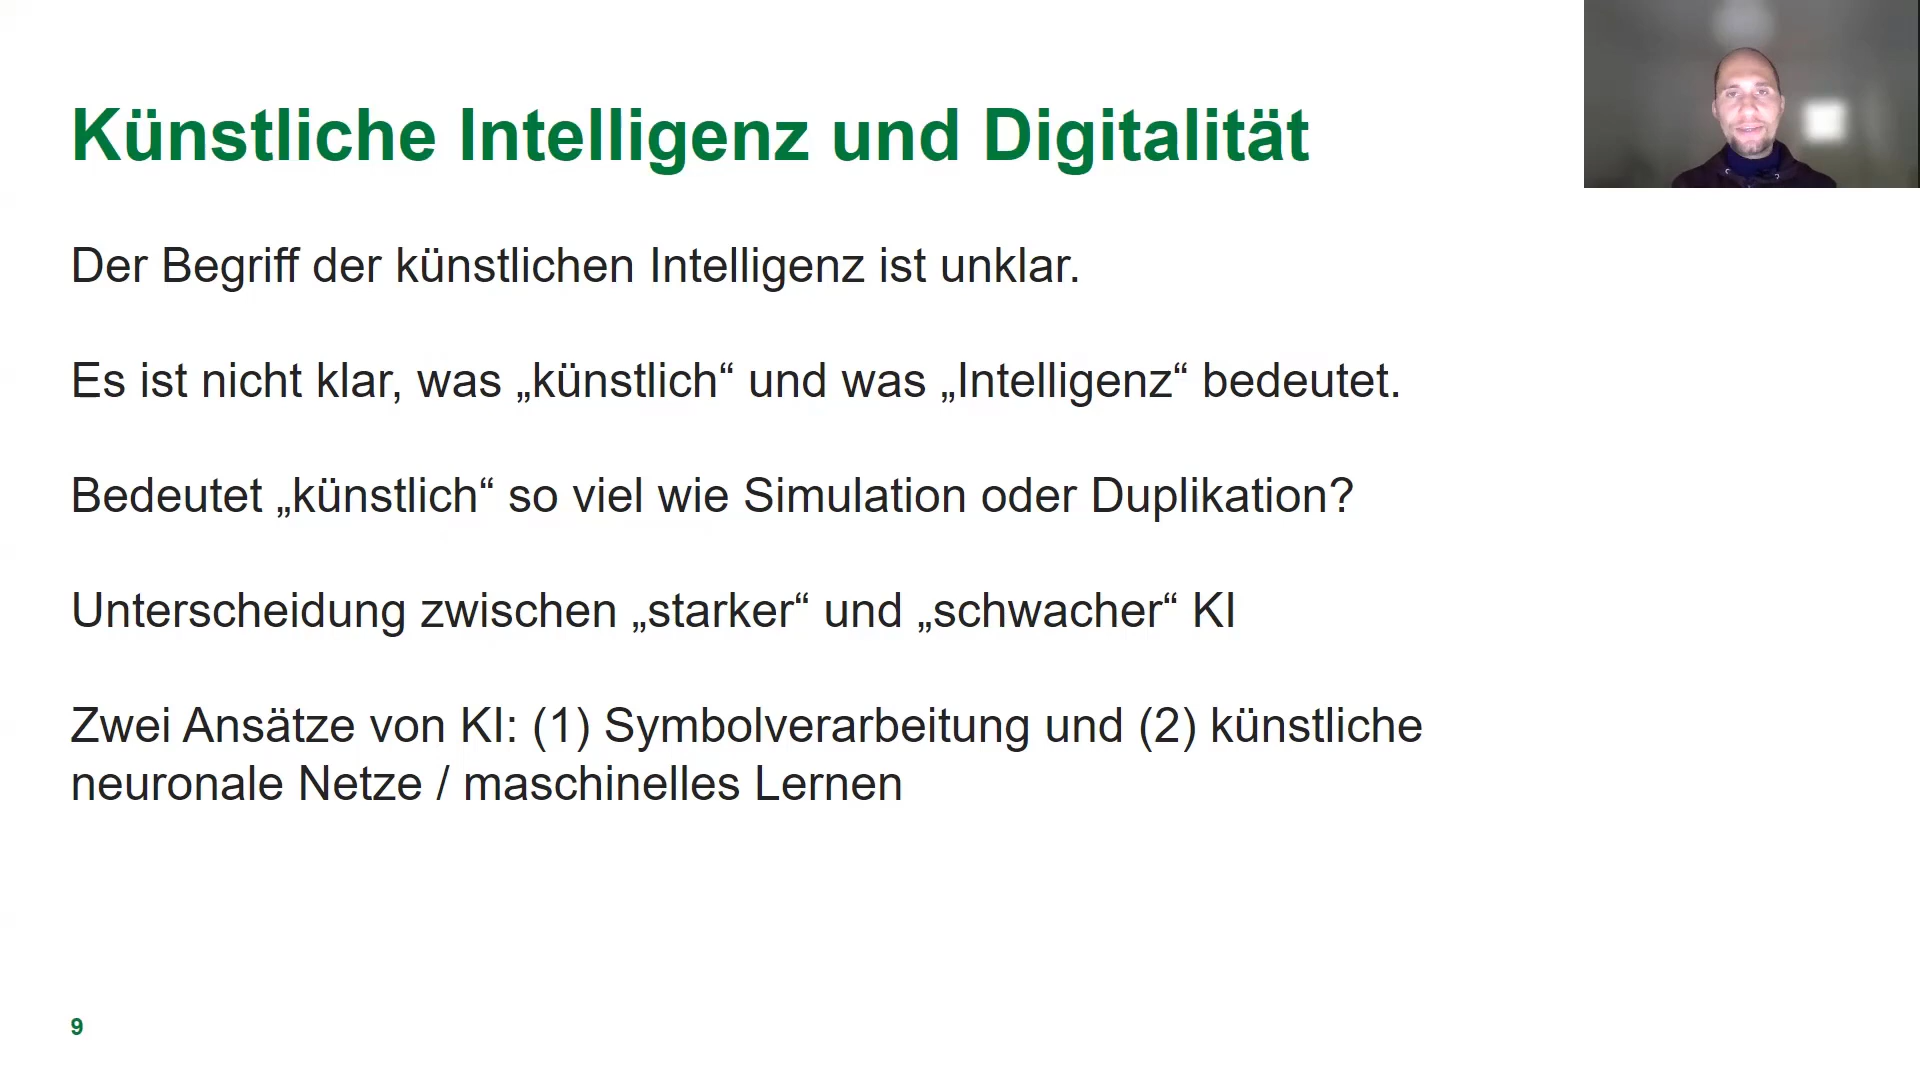 Künstliche Intelligenz und Digitalität
Der Begriff der künstlichen Intelligenz ist unklar.
Es ist nicht klar, was „künstlich“ und was „Intelligenz“ bedeutet.
Bedeutet „künstlich“ so viel wie Simulation oder Duplikation?
Unterscheidung zwischen „starker“ und „schwacher“ KI
Zwei Ansätze von KI: (1) Symbolverarbeitung und (2) künstliche
neuronale Netze / maschinelles Lernen
9